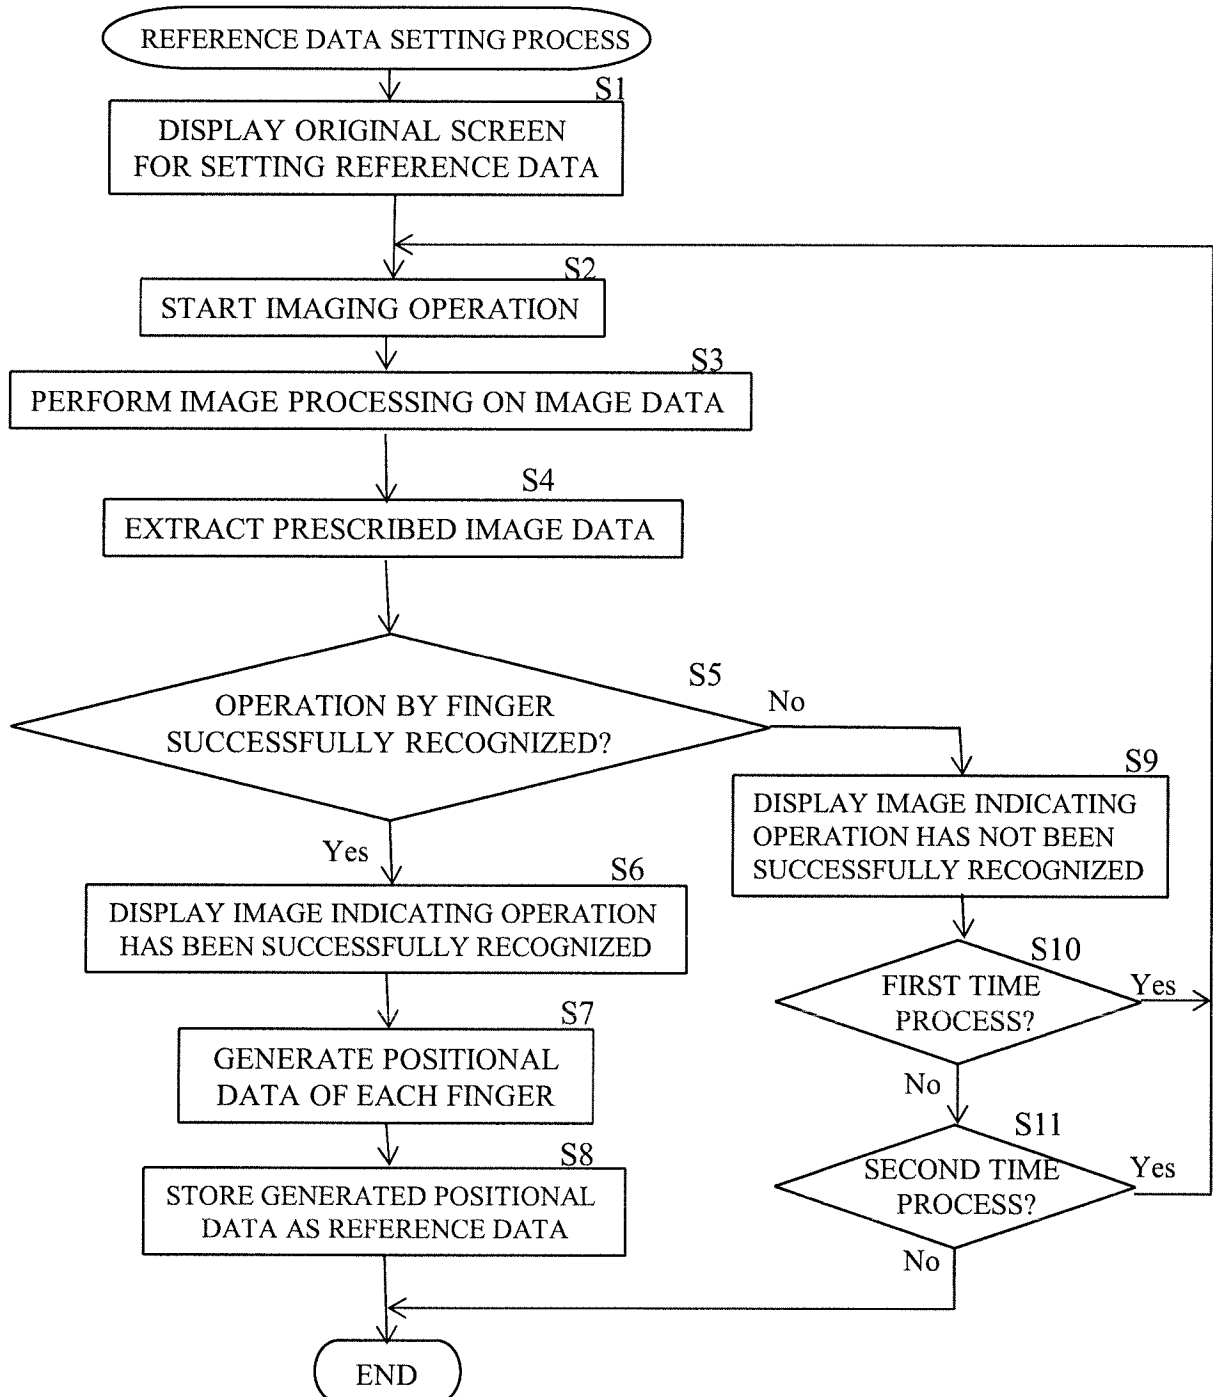 REFERENCE DATA SETTING PROCESS
S1
DISPLAY ORIGINAL SCREEN
FOR SETTING REFERENCE DATA
S2
START IMAGING OPERATION
S3
PERFORM IMAGE PROCESSING ON IMAGE DATA
S4
EXTRACT PRESCRIBED IMAGE DATA
S5
OPERATION BY FINGER
SUCCESSFULLY RECOGNIZED?
No
Yes
S6
DISPLAY IMAGE INDICATING OPERATION
HAS BEEN SUCCESSFULLY RECOGNIZED
S7
GENERATE POSITIONAL
DATA OF EACH FINGER
S8
STORE GENERATED POSITIONAL
DATA AS REFERENCE DATA
S9
DISPLAY IMAGE INDICATING
OPERATION HAS NOT BEEN
SUCCESSFULLY RECOGNIZED
S10
FIRST TIME
PROCESS?
Yes
No
S11
SECOND TIME
PROCESS?
Yes
No
END